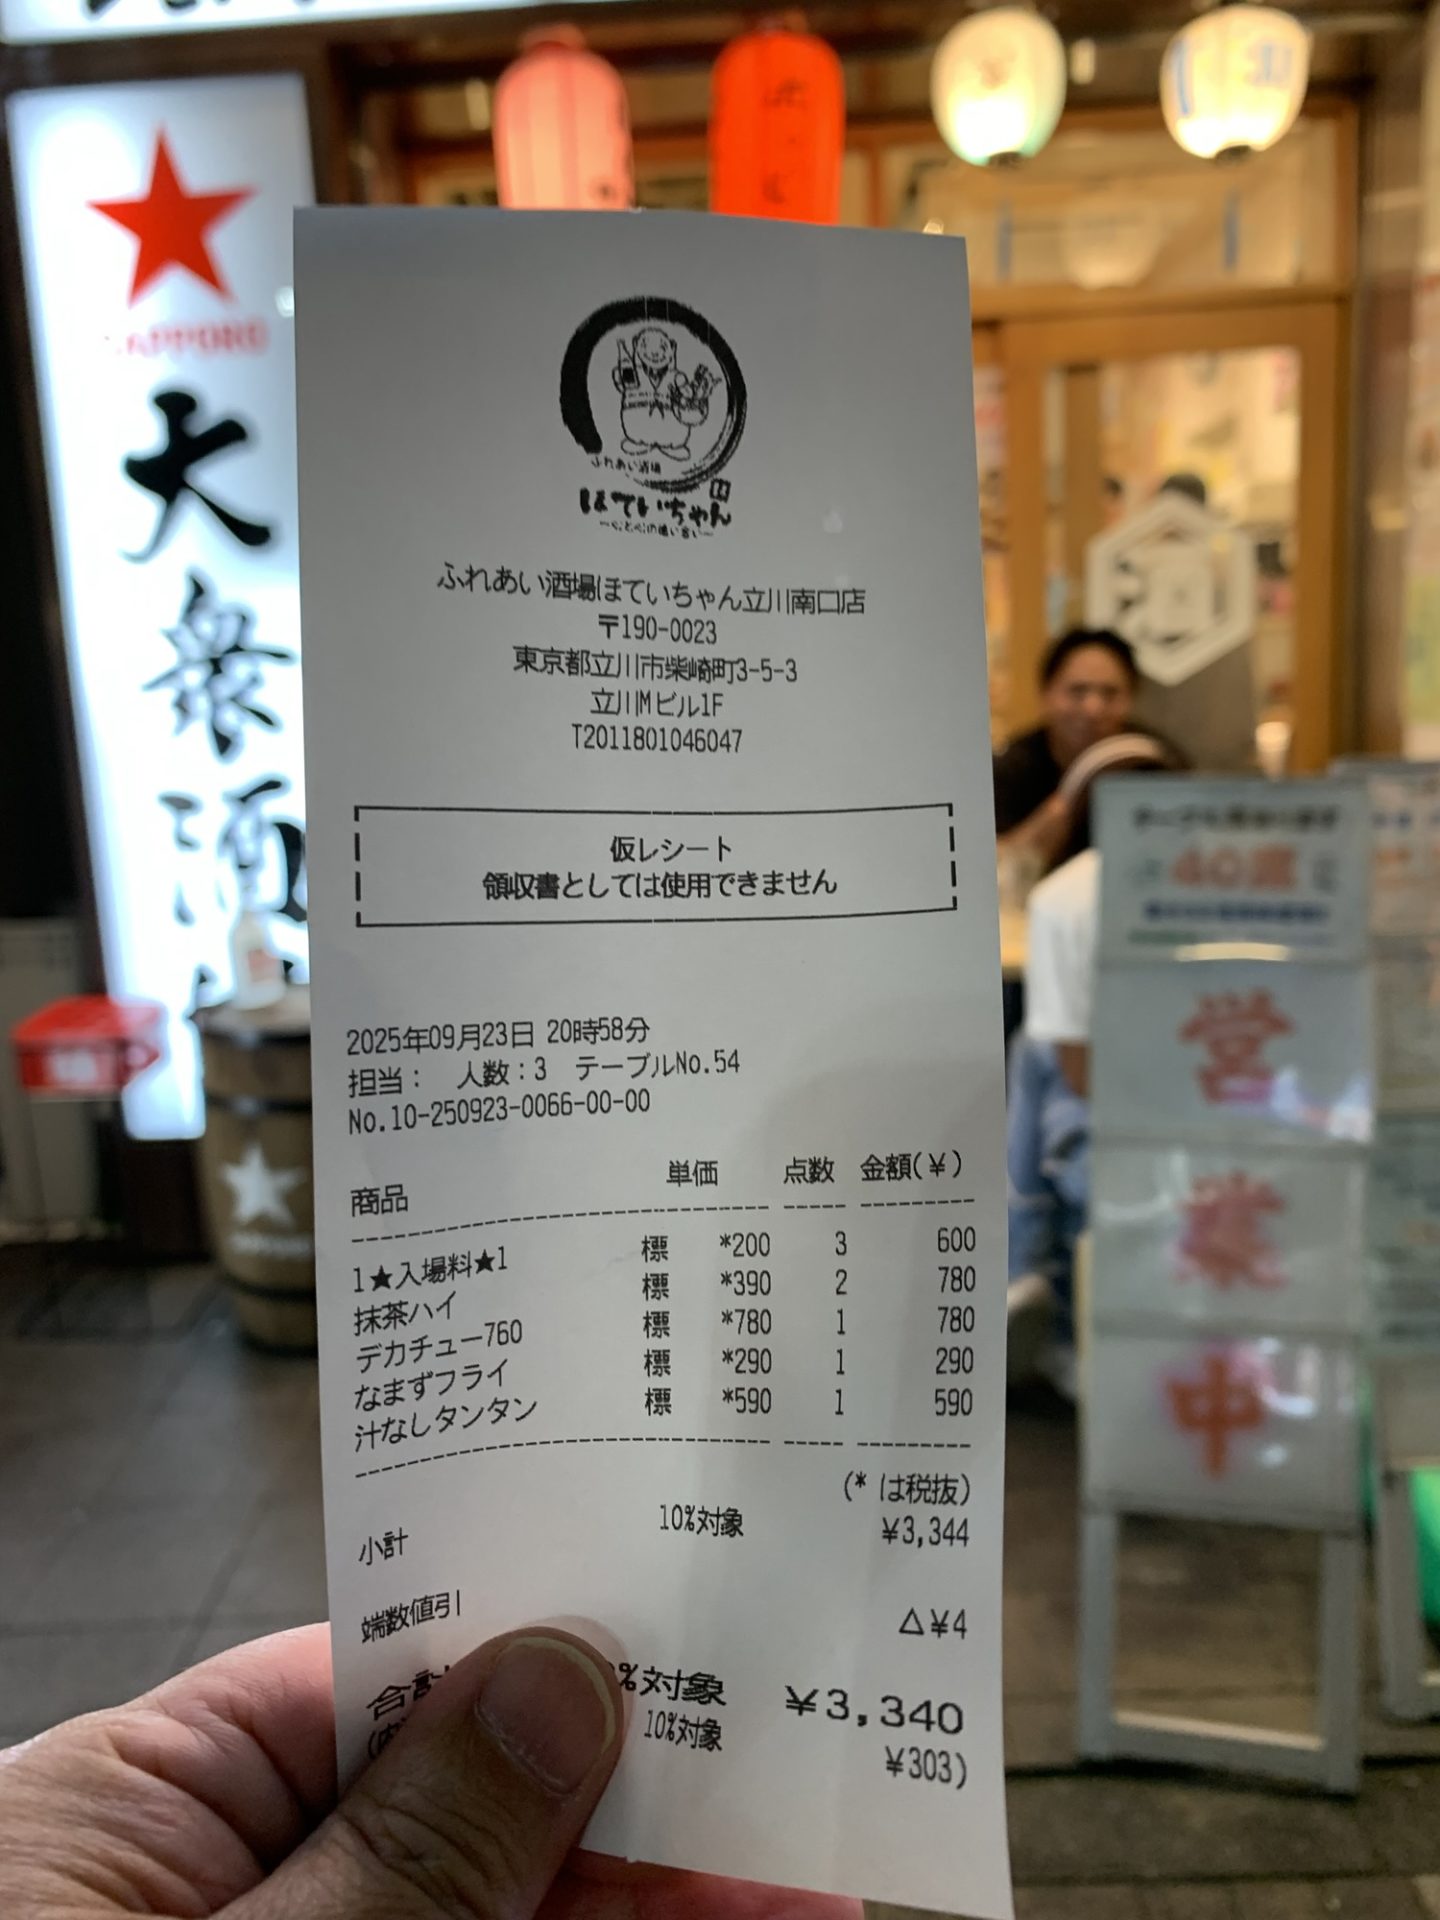 SAPPORO
大衆酒
ふれあい酒場
ほていちゃん
ふれあい酒場ほていちゃん立川南口店
〒190-0023
東京都立川市柴崎町3-5-3
立川Mビル1F
T2011801046047
仮レシート
領収書としては使用できません
2025年09月23日 20時58分
担当： 人数：3 テーブルNo.54
No.10-250923-0066-00-00
商品 単価 点数 金額(￥)
1★入場料★1 標 *200 3 600
抹茶ハイ 標 *390 2 780
デカチュー760 標 *780 1 780
なまずフライ 標 *290 1 290
汁なしタンタン 標 *590 1 590
(* は税抜)
小計 10%対象 ￥3,344
端数値引 △￥4
合計 %対象 ￥3,340
10%対象 ￥303)
40
営業中